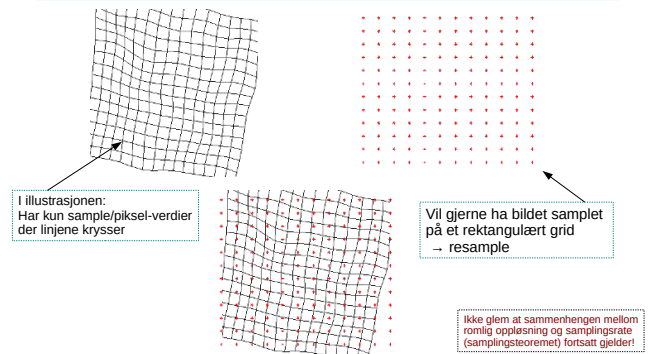 I illustrasjonen:
Har kun sample/piksel-verdier
der linjene krysser
Vil gjerne ha bildet samplet
på et rektangulært grid
→ resample
Ikke glem at sammenhengen mellom
romlig oppløsning og samplingsrate
(samplingsteoremet) fortsatt gjelder!